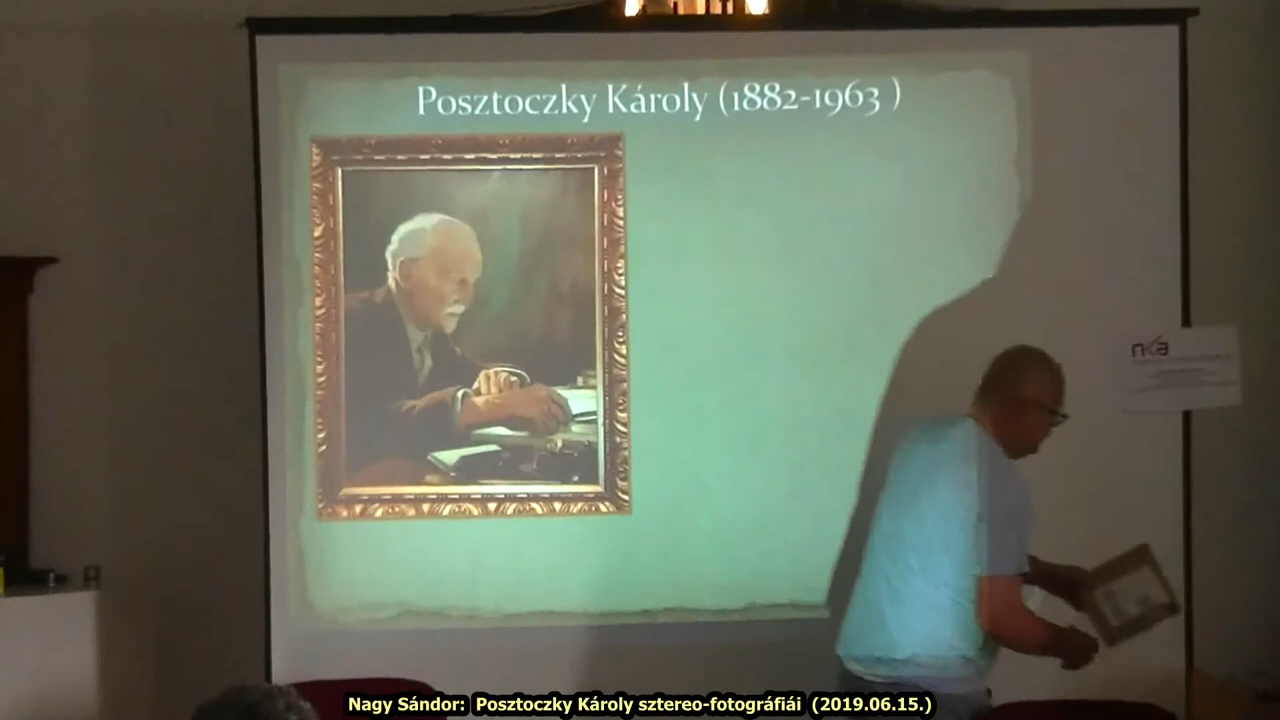 Posztoczky Károly (1882-1963 )
nka
Nagy Sándor: Posztoczky Károly sztereo-fotográfiái (2019.06.15.)